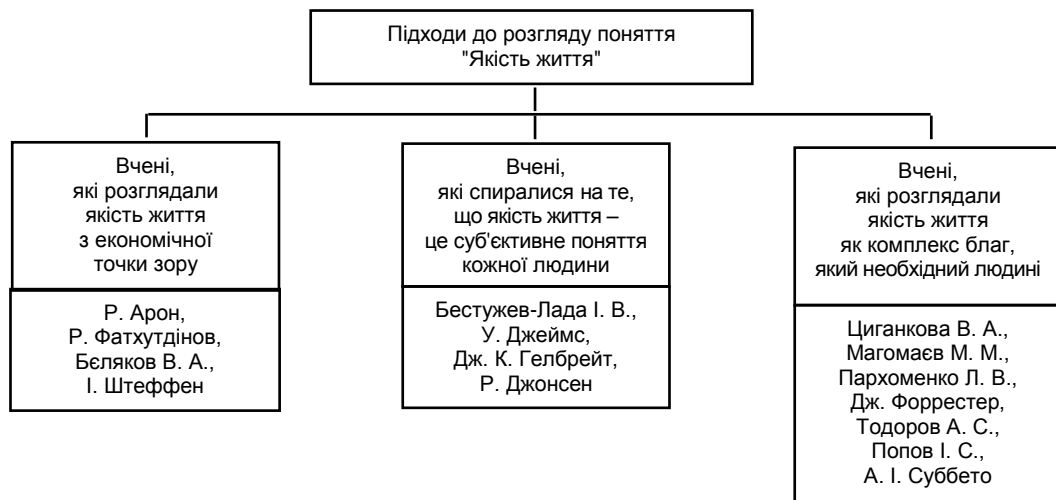 Підходи до розгляду поняття
"Якість життя"
Вчені,
які розглядали
якість життя
з економічної
точки зору
Р. Арон,
Р. Фатхутдінов,
Бєляков В. А.,
І. Штеффен
Вчені,
які спиралися на те,
що якість життя –
це суб'єктивне поняття
кожної людини
Бестужев-Лада І. В.,
У. Джеймс,
Дж. К. Гелбрейт,
Р. Джонсен
Вчені,
які розглядали
якість життя
як комплекс благ,
який необхідний людині
Циганкова В. А.,
Магомаєв М. М.,
Пархоменко Л. В.,
Дж. Форрестер,
Тодоров А. С.,
Попов І. С.,
А. І. Суббето